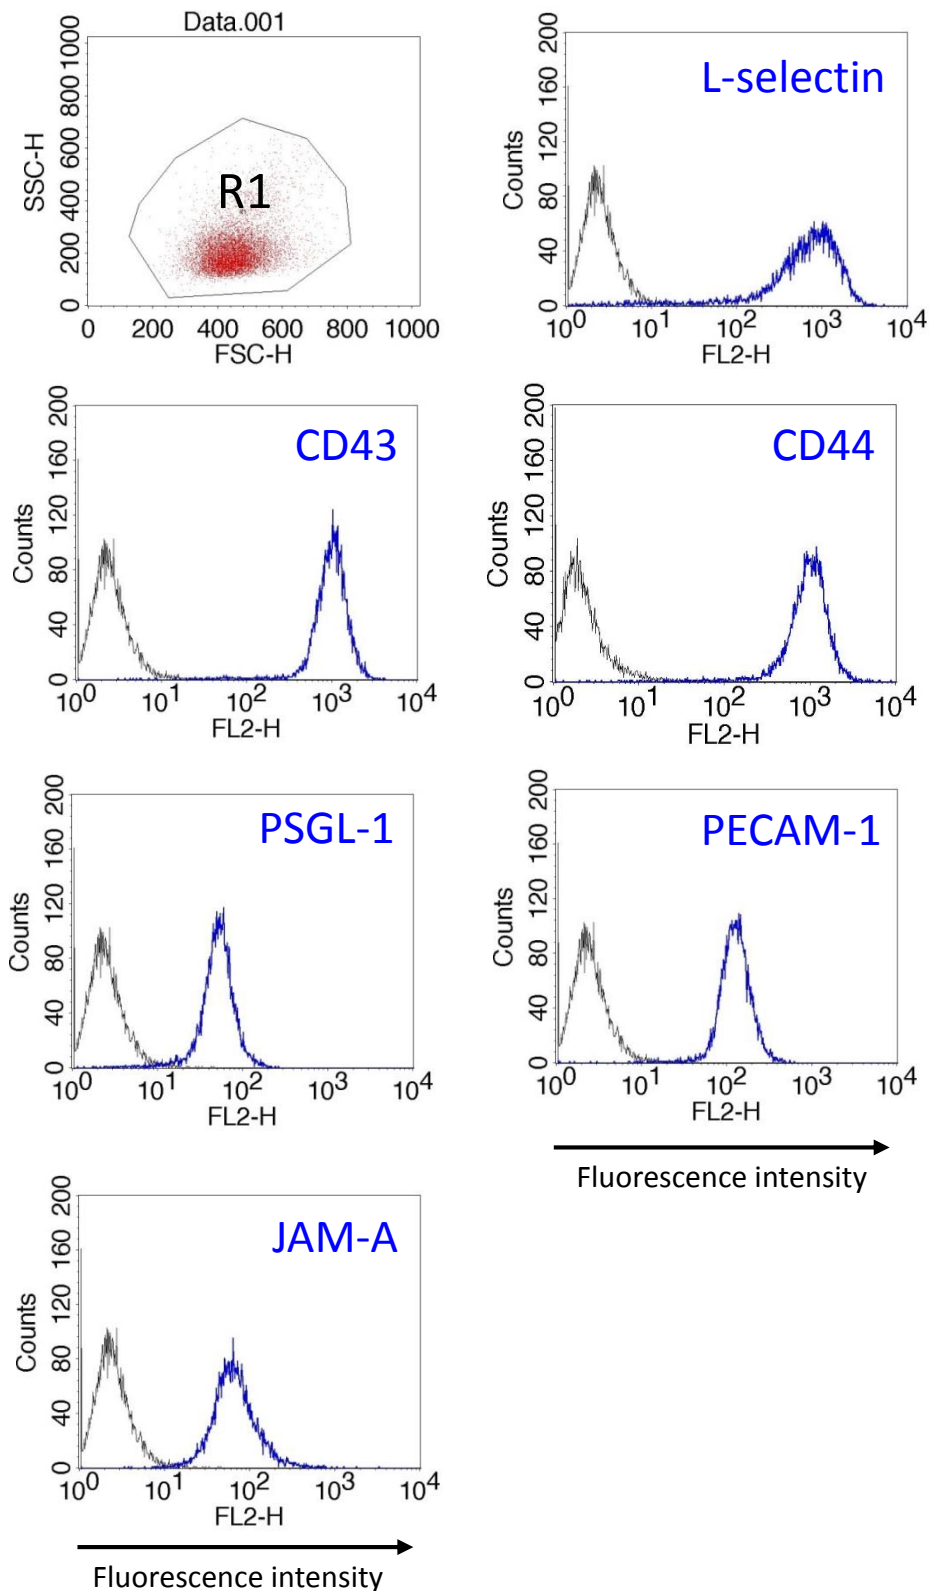 Data.001
SSC-H
0 200 400 600 800 1000
R1
0 200 400 600 800 1000
FSC-H
L-selectin
Counts
0 40 80 120 160 200
10^0 10^1 10^2 10^3 10^4
FL2-H
CD43
Counts
0 40 80 120 160 200
10^0 10^1 10^2 10^3 10^4
FL2-H
CD44
Counts
0 40 80 120 160 200
10^0 10^1 10^2 10^3 10^4
FL2-H
PSGL-1
Counts
0 40 80 120 160 200
10^0 10^1 10^2 10^3 10^4
FL2-H
PECAM-1
Counts
0 40 80 120 160 200
10^0 10^1 10^2 10^3 10^4
FL2-H
Fluorescence intensity
JAM-A
Counts
0 40 80 120 160 200
10^0 10^1 10^2 10^3 10^4
FL2-H
Fluorescence intensity